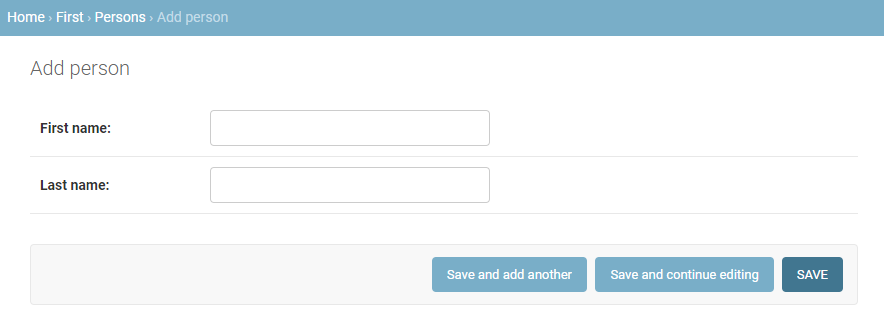 Home › First › Persons › Add person
Add person
First name:
Last name:
Save and add another Save and continue editing SAVE